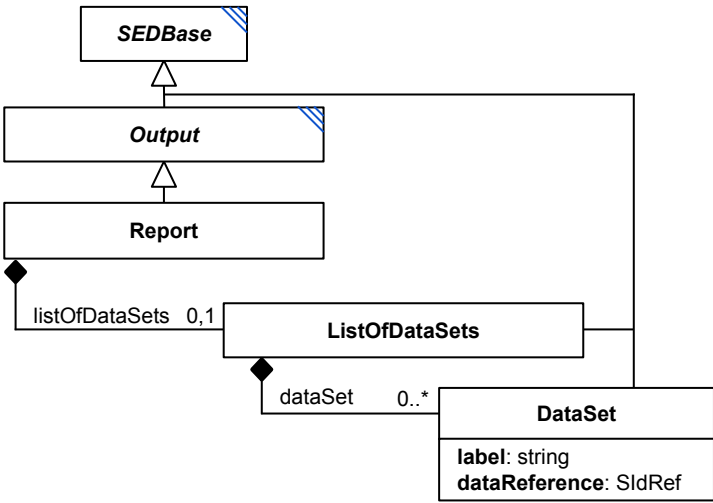 SEDBase
Output
Report
listOfDataSets 0,1
ListOfDataSets
dataSet 0..*
DataSet
label: string
dataReference: SIdRef